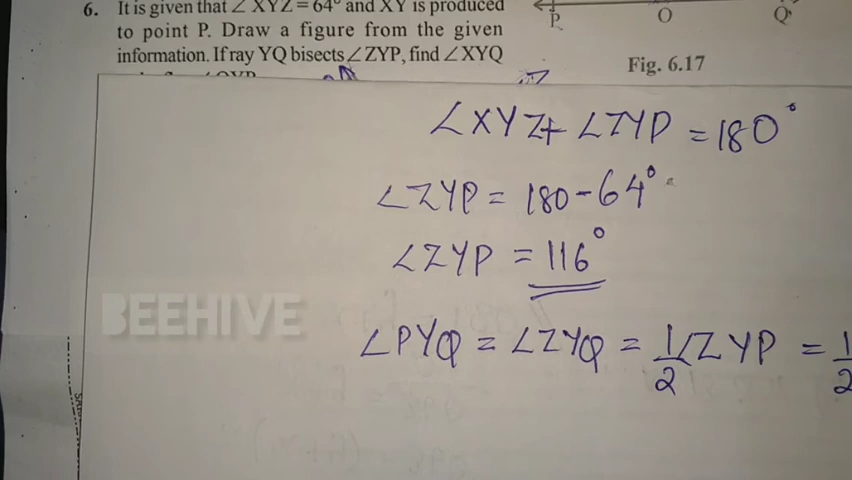 6. It is given that ∠ XYZ = 64° and XY is produced
to point P. Draw a figure from the given
information. If ray YQ bisects ∠ ZYP, find ∠ XYQ
P O Q
Fig. 6.17
∠XYZ + ∠ZYP = 180°
∠ZYP = 180 - 64°
∠ZYP = 116°
BEEHIVE
∠PYQ = ∠ZYQ = 1/2 ∠ZYP = 1/2